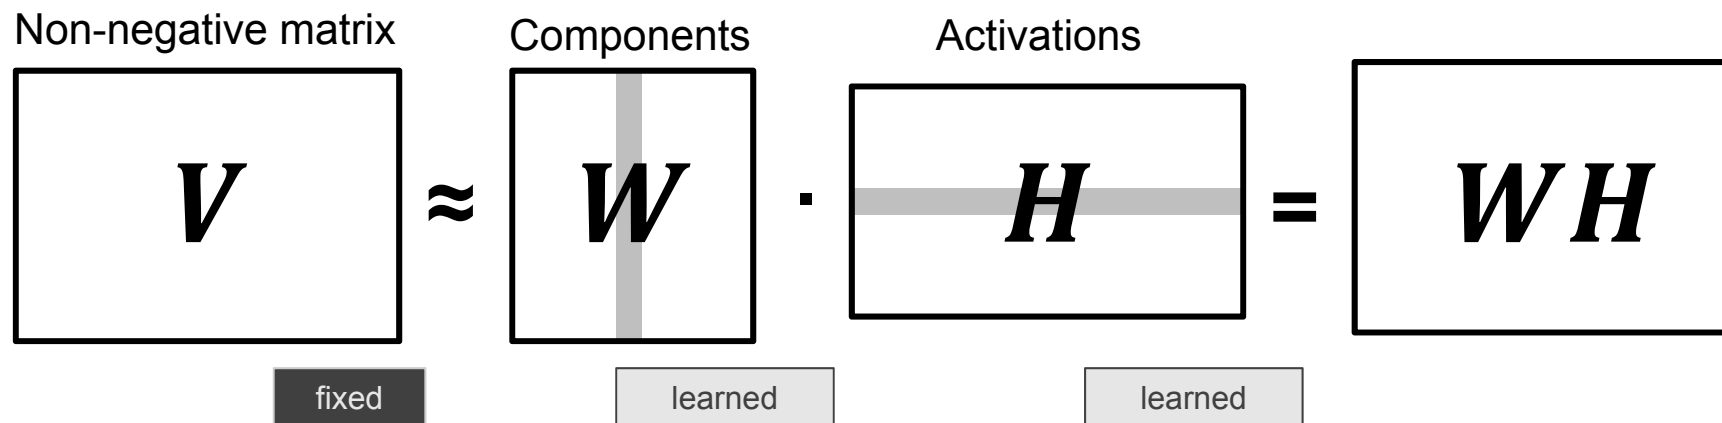 Non-negative matrix Components Activations
V ≈ W · H = WH
fixed learned learned